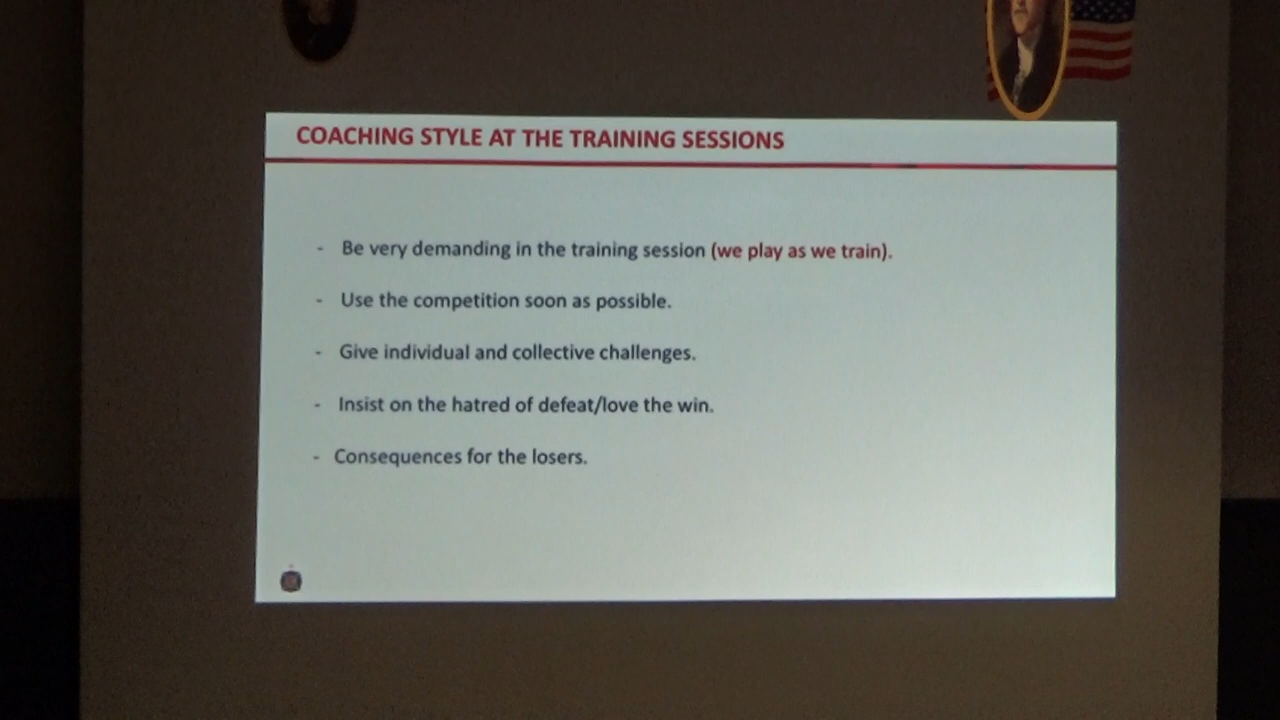 COACHING STYLE AT THE TRAINING SESSIONS
- Be very demanding in the training session (we play as we train).
- Use the competition soon as possible.
- Give individual and collective challenges.
- Insist on the hatred of defeat/love the win.
- Consequences for the losers.